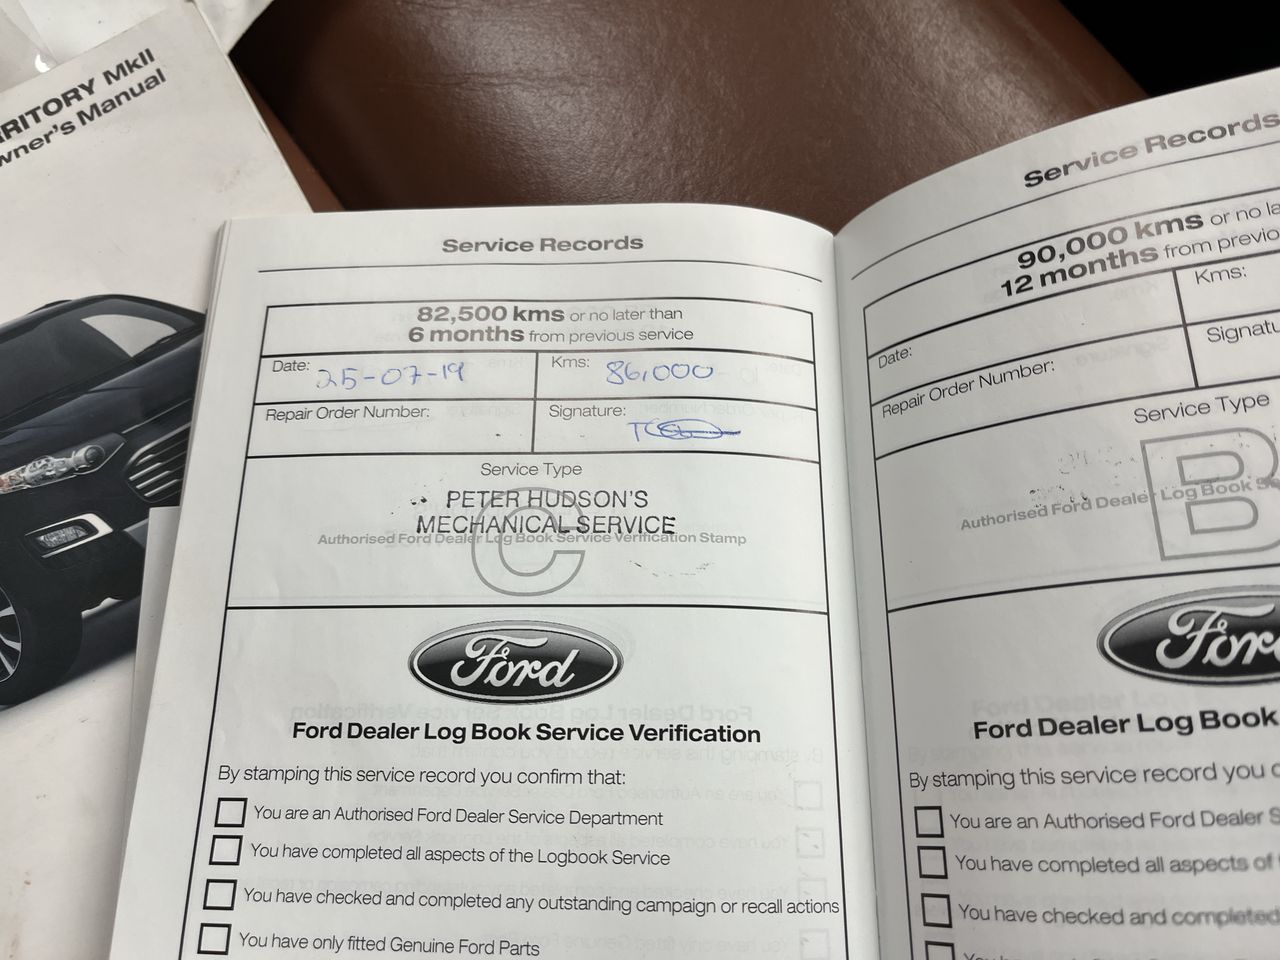 RRITORY MkII
wner's Manual
Service Records
82,500 kms or no later than
6 months from previous service
Date: 25-07-19
Kms: 86,000
Repair Order Number:
Signature:
Service Type
PETER HUDSON'S
MECHANICAL SERVICE
Authorised Ford Dealer Log Book Service Verification Stamp
C
Ford
Ford Dealer Log Book Service Verification
By stamping this service record you confirm that:
You are an Authorised Ford Dealer Service Department
You have completed all aspects of the Logbook Service
You have checked and completed any outstanding campaign or recall actions
You have only fitted Genuine Ford Parts
Service Records
90,000 kms or no la
12 months from previo
Date:
Kms:
Repair Order Number:
Signatu
Service Type
B
Authorised Ford Dealer Log Book Se
Ford
Ford Dealer Log Book
By stamping this service record you c
You are an Authorised Ford Dealer S
You have completed all aspects of
You have checked and completed